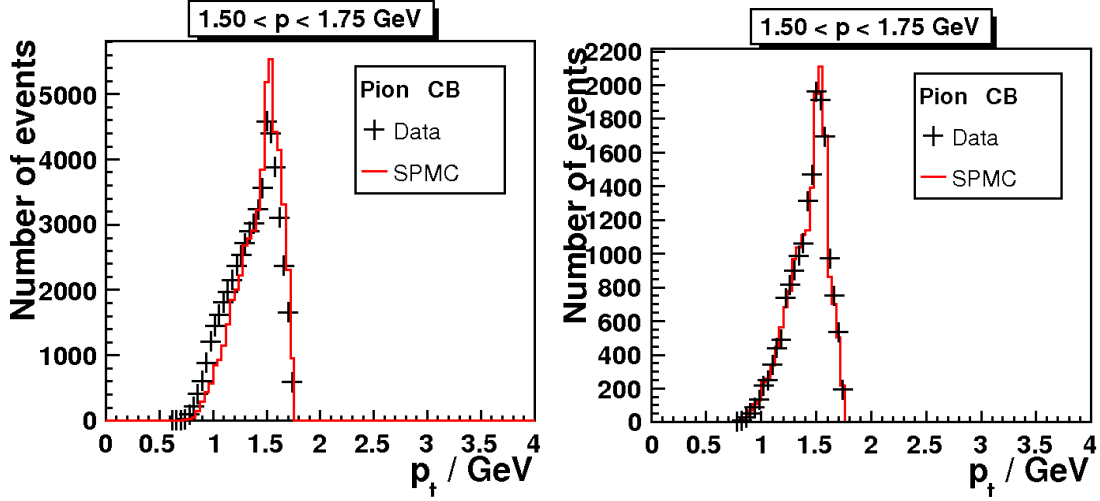 1.50 < p < 1.75 GeV
Number of events
5000
4000
3000
2000
1000
0
Pion CB
Data
SPMC
0 0.5 1 1.5 2 2.5 3 3.5 4
p_t / GeV
1.50 < p < 1.75 GeV
Number of events
2200
2000
1800
1600
1400
1200
1000
800
600
400
200
0
Pion CB
Data
SPMC
0 0.5 1 1.5 2 2.5 3 3.5 4
p_t / GeV